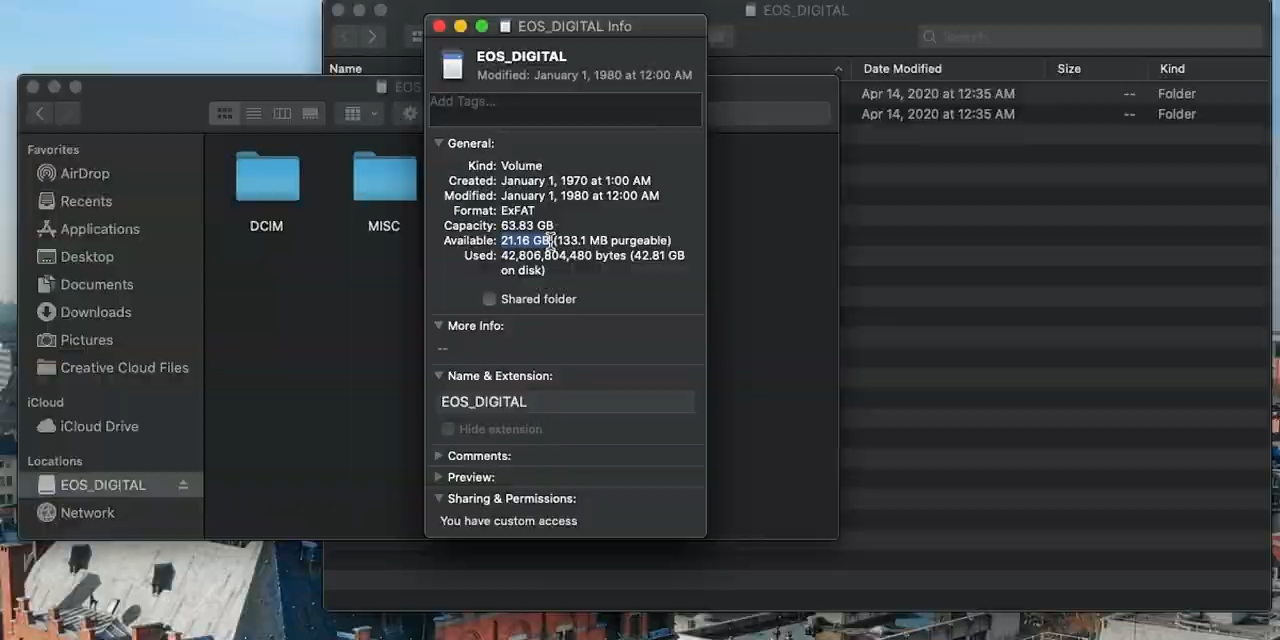 EOS_DIGITAL
Search
Name
Date Modified
Size
Kind
Apr 14, 2020 at 12:35 AM
--
Folder
Apr 14, 2020 at 12:35 AM
--
Folder
EOS
Favorites
AirDrop
Recents
Applications
Desktop
Documents
Downloads
Pictures
Creative Cloud Files
iCloud
iCloud Drive
Locations
EOS_DIGITAL
Network
DCIM
MISC
EOS_DIGITAL Info
EOS_DIGITAL
Modified: January 1, 1980 at 12:00 AM
Add Tags...
General:
Kind: Volume
Created: January 1, 1970 at 1:00 AM
Modified: January 1, 1980 at 12:00 AM
Format: ExFAT
Capacity: 63.83 GB
Available: 21.16 GB (133.1 MB purgeable)
Used: 42,806,804,480 bytes (42.81 GB
on disk)
Shared folder
More Info:
--
Name & Extension:
EOS_DIGITAL
Hide extension
Comments:
Preview:
Sharing & Permissions:
You have custom access